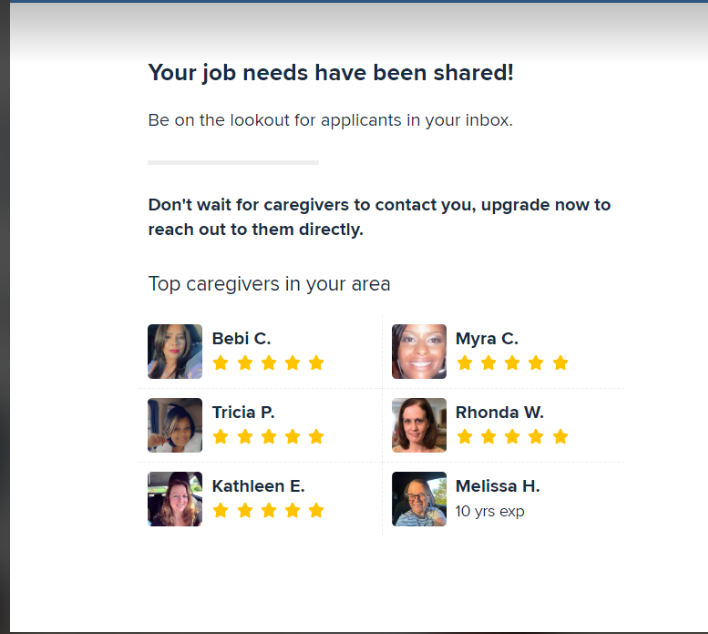 Your job needs have been shared!
Be on the lookout for applicants in your inbox.
Don't wait for caregivers to contact you, upgrade now to
reach out to them directly.
Top caregivers in your area
Bebi C.
Myra C.
Tricia P.
Rhonda W.
Kathleen E.
Melissa H.
10 yrs exp